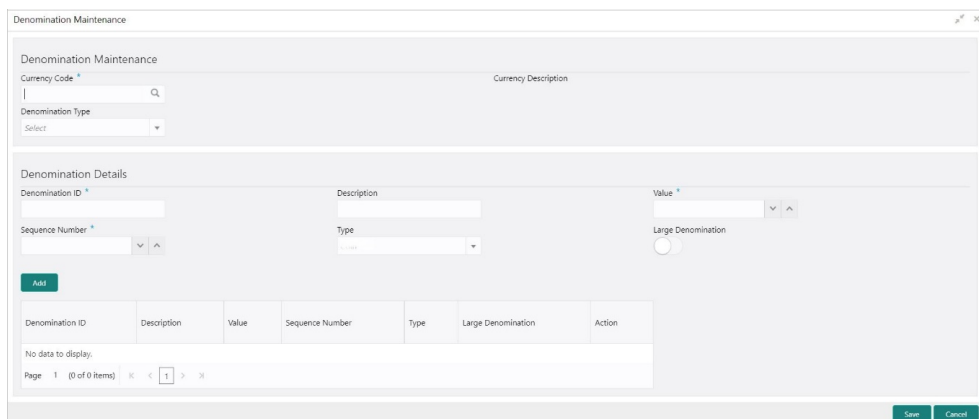 Denomination Maintenance
Denomination Maintenance
Currency Code *
Currency Description
Denomination Type
Select
Denomination Details
Denomination ID * Description Value *
Sequence Number * Type Large Denomination
Add
Denomination ID Description Value Sequence Number Type Large Denomination Action
No data to display.
Page 1 (0 of 0 items) 1
Save Cancel